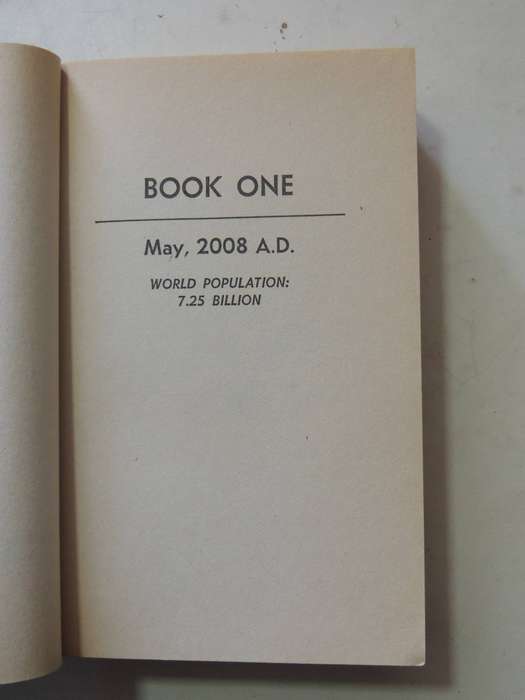 BOOK ONE
May, 2008 A.D.
WORLD POPULATION:
7.25 BILLION